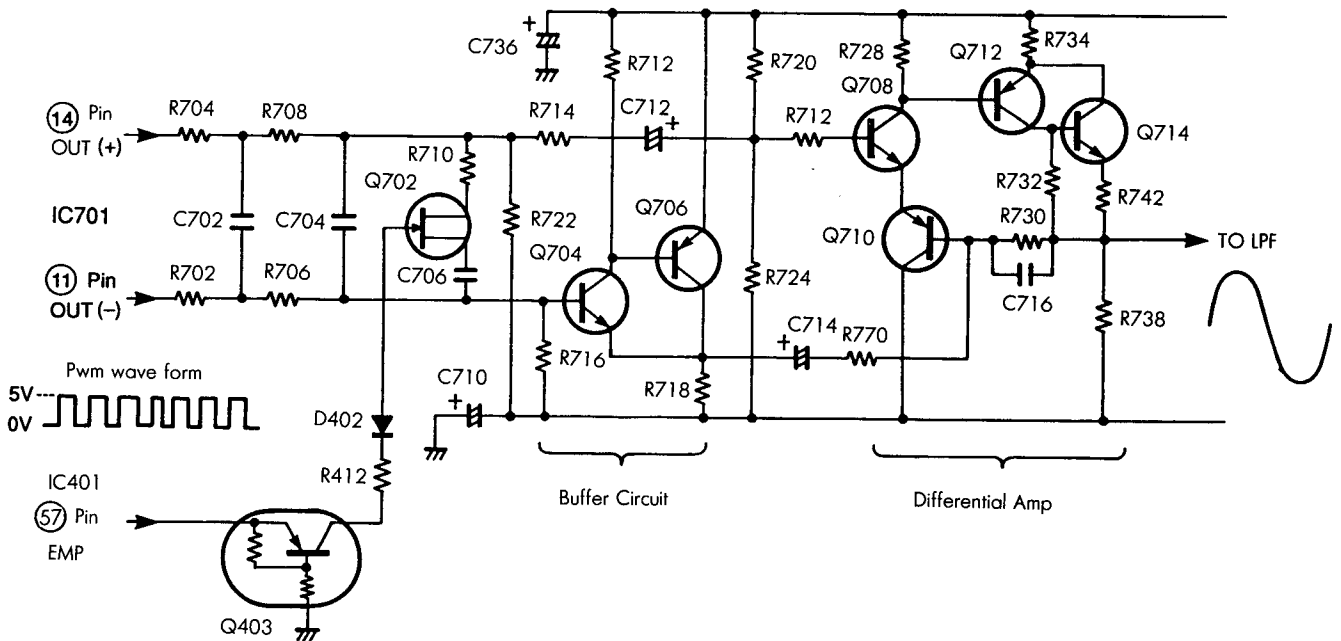 C736
+
R712
R720
R728
Q712
R734
Q708
14 Pin
OUT (+)
R704
R708
R714
C712
+
R712
Q714
R710
Q702
IC701
C702
C704
R722
Q706
R732
R742
R730
TO LPF
Q704
Q710
11 Pin
OUT (–)
R702
R706
C706
R724
C716
R738
R716
C714
+
R770
Pwm wave form
5V
0V
C710
+
R718
D402
R412
IC401
57 Pin
EMP
Buffer Circuit
Differential Amp
Q403